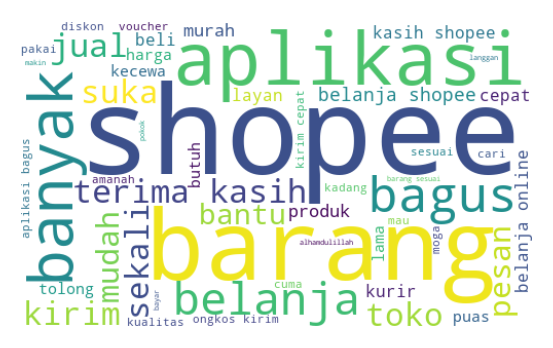 diskon
voucher
murah
kasih shopee
pakai
jual
beli
aplikasi
makin
harga
langgan
kecewa
banyak
suka
layan
belanja shopee
cepat
shopee
pokok
kirim cepat
sesuai
cari
aplikasi bagus
amanah
butuh
terima kasih
kadang
barang sesuai
bagus
belanja online
mudah
sekali
bantu
produk
barang
lama
mau
moga
pesan
alhamdulillah
tolong
belanja
cuma
kurir
kirim
bayar
toko
puas
kualitas
ongkos kirim